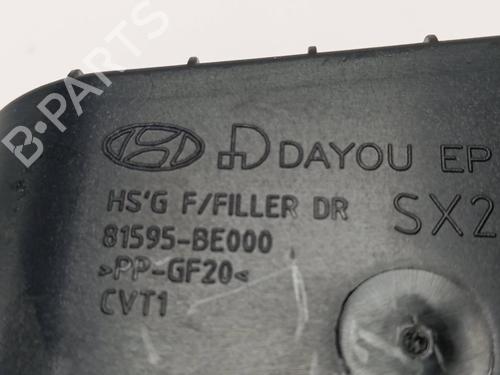 DAYOU EP
HS'G F/FILLER DR
SX2
81595-BE000
>PP-GF20<
CVT1
B-PARTS